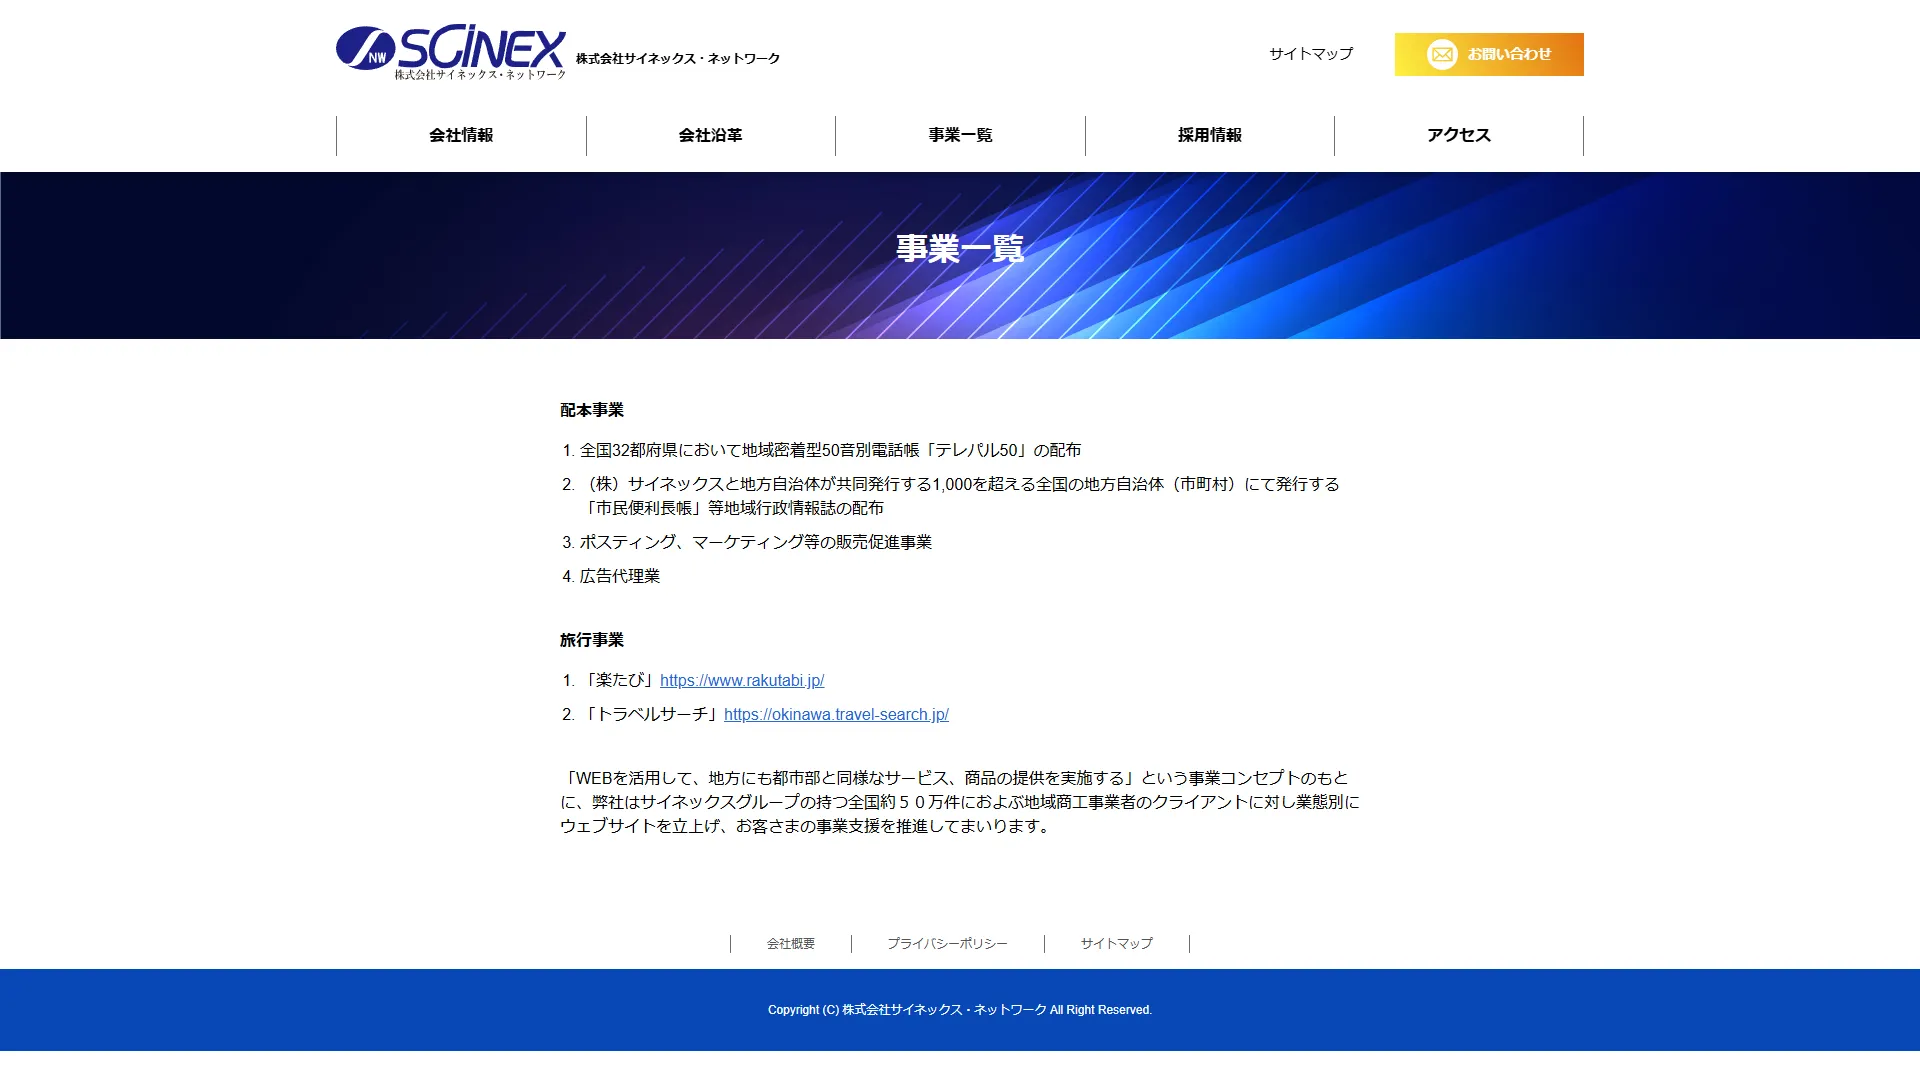 NW SCINEX
株式会社サイネックス・ネットワーク
株式会社サイネックス・ネットワーク
サイトマップ
お問い合わせ
会社情報
会社沿革
事業一覧
採用情報
アクセス
事業一覧
配本事業
1. 全国32都府県において地域密着型50音別電話帳「テレパル50」の配布
2. （株）サイネックスと地方自治体が共同発行する1,000を超える全国の地方自治体（市町村）にて発行する
「市民便利長帳」等地域行政情報誌の配布
3. ポスティング、マーケティング等の販売促進事業
4. 広告代理業
旅行事業
1. 「楽たび」https://www.rakutabi.jp/
2. 「トラベルサーチ」https://okinawa.travel-search.jp/
「WEBを活用して、地方にも都市部と同様なサービス、商品の提供を実施する」という事業コンセプトのもと
に、弊社はサイネックスグループの持つ全国約５０万件におよぶ地域商工事業者のクライアントに対し業態別に
ウェブサイトを立上げ、お客さまの事業支援を推進してまいります。
会社概要
プライバシーポリシー
サイトマップ
Copyright (C) 株式会社サイネックス・ネットワーク All Right Reserved.